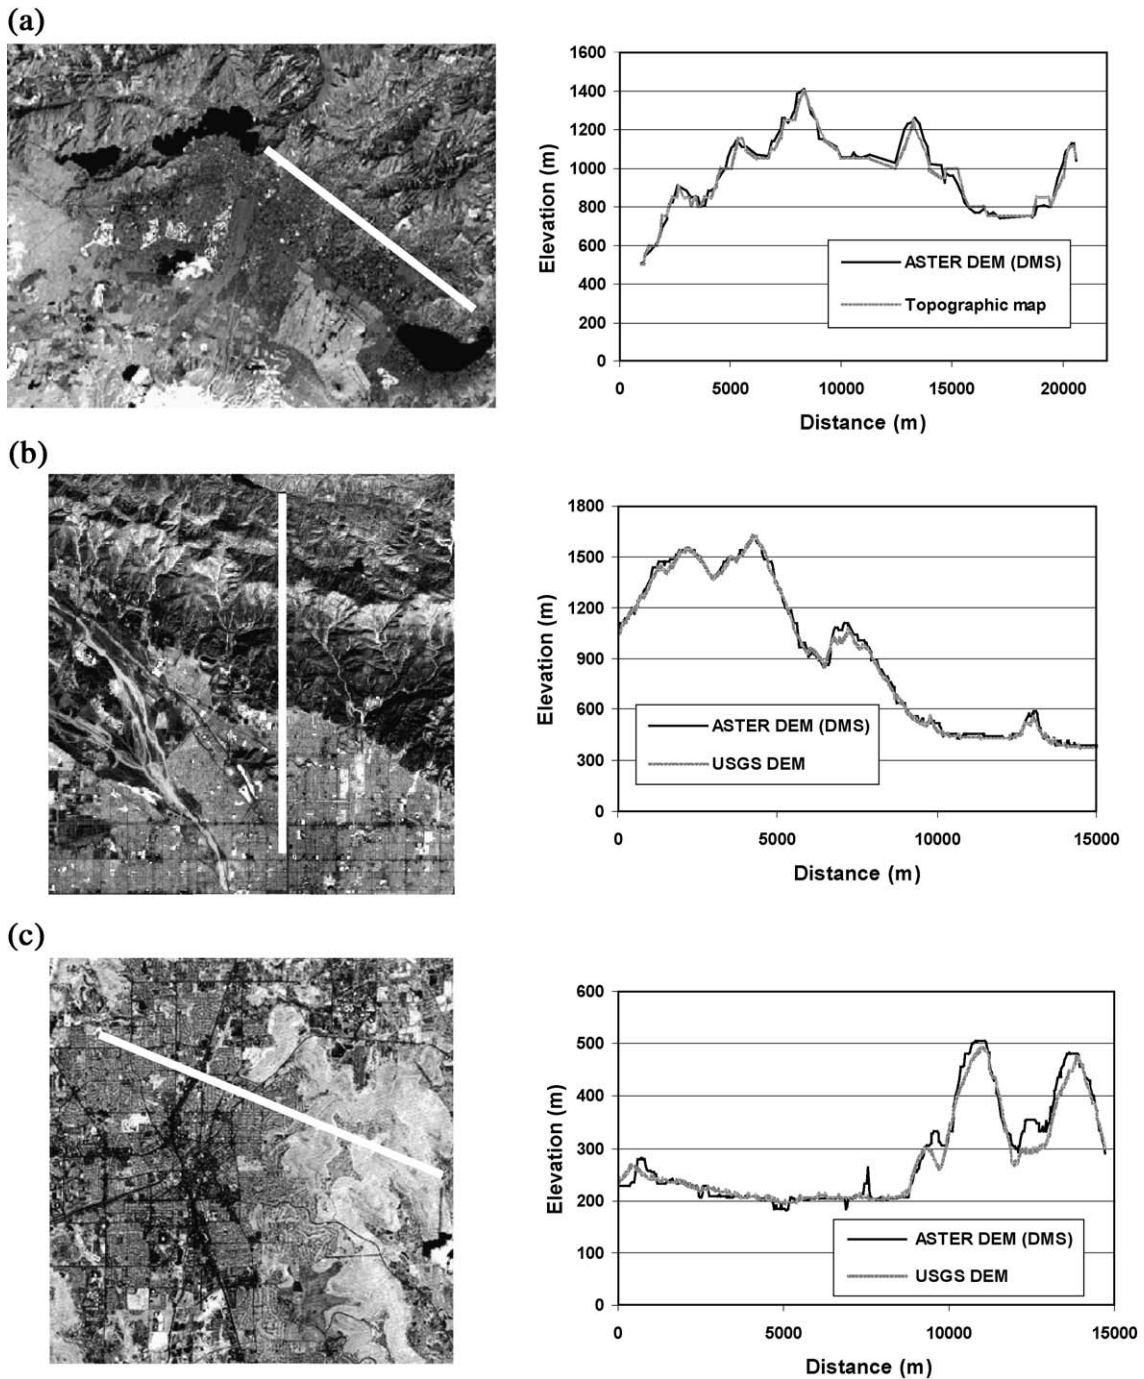 (a)
1600
1400
1200
1000
800
600
400
200
0
Elevation (m)
ASTER DEM (DMS)
Topographic map
0 5000 10000 15000 20000
Distance (m)
(b)
1800
1500
1200
900
600
300
0
Elevation (m)
ASTER DEM (DMS)
USGS DEM
0 5000 10000 15000
Distance (m)
(c)
600
500
400
300
200
100
0
Elevation (m)
ASTER DEM (DMS)
USGS DEM
0 5000 10000 15000
Distance (m)